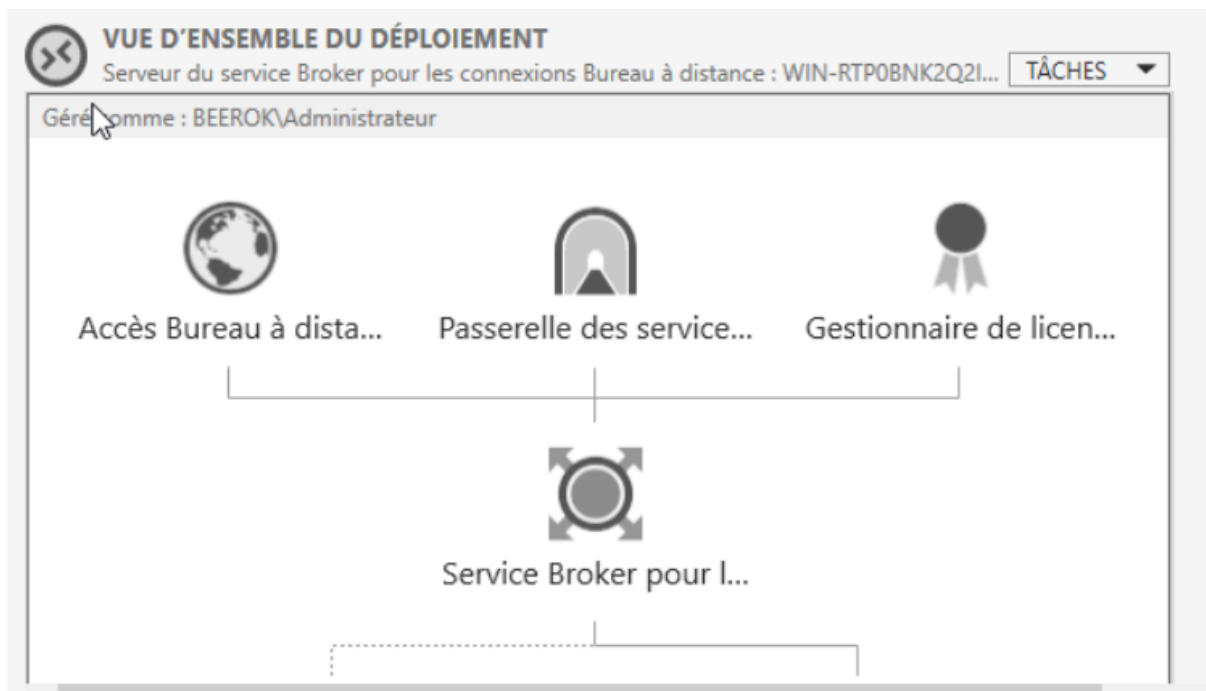 VUE D'ENSEMBLE DU DÉPLOIEMENT
Serveur du service Broker pour les connexions Bureau à distance : WIN-RTP0BNK2Q2I... TÂCHES
Géré comme : BEEROK\Administrateur
Accès Bureau à dista... Passerelle des service... Gestionnaire de licen...
Service Broker pour l...